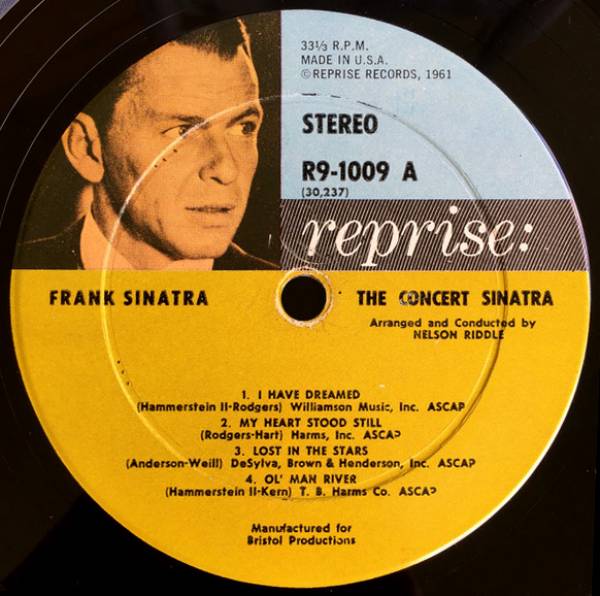 33⅓ R.P.M.
MADE IN U.S.A.
©REPRISE RECORDS, 1961
STEREO
R9-1009 A
(30,237)
reprise:
FRANK SINATRA
THE CONCERT SINATRA
Arranged and Conducted by
NELSON RIDDLE
1. I HAVE DREAMED
(Hammerstein II-Rodgers) Williamson Music, Inc. ASCAP
2. MY HEART STOOD STILL
(Rodgers-Hart) Harms, Inc. ASCAP
3. LOST IN THE STARS
(Anderson-Weill) DeSylva, Brown & Henderson, Inc. ASCAP
4. OL' MAN RIVER
(Hammerstein II-Kern) T. B. Harms Co. ASCAP
Manufactured for
Bristol Productions